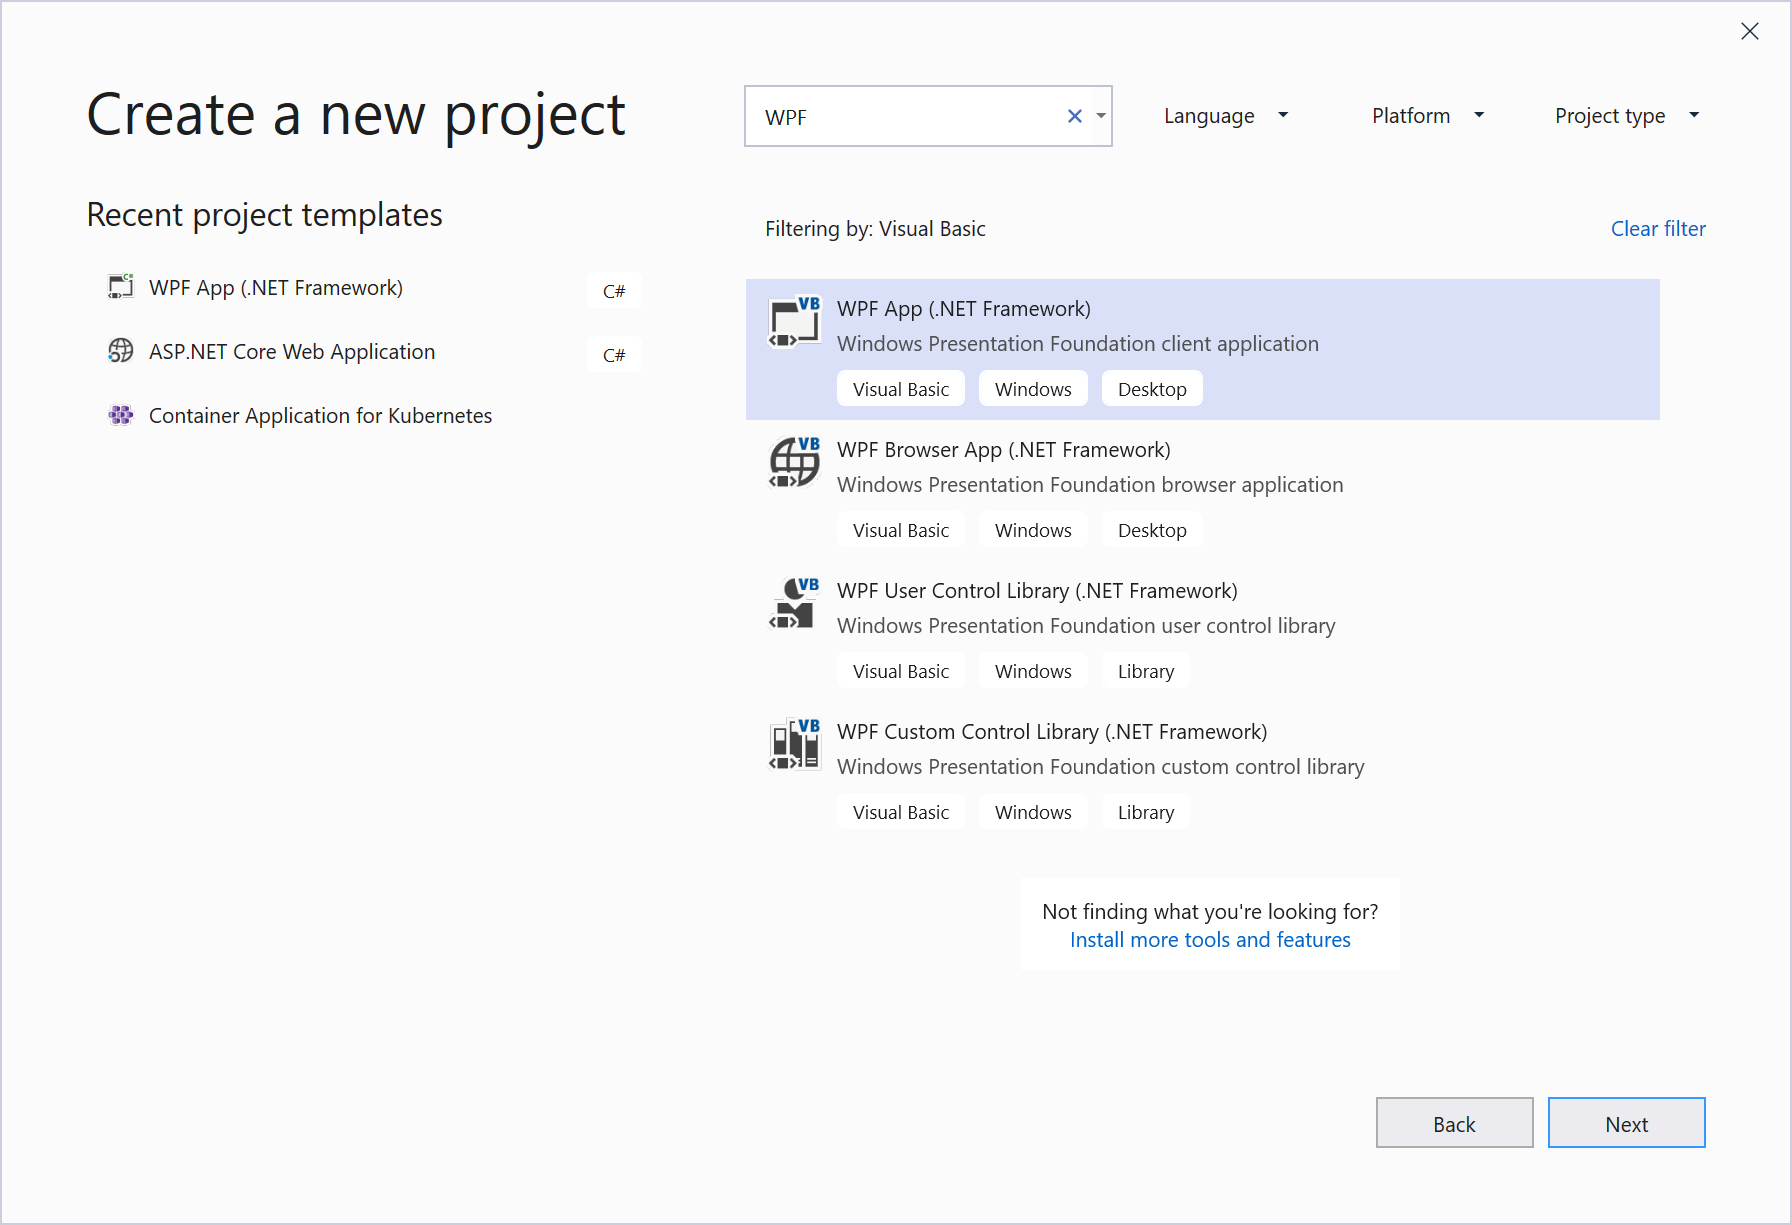 Create a new project
WPF
Language
Platform
Project type
Recent project templates
WPF App (.NET Framework)
C#
ASP.NET Core Web Application
C#
Container Application for Kubernetes
Filtering by: Visual Basic
Clear filter
VB
WPF App (.NET Framework)
Windows Presentation Foundation client application
Visual Basic Windows Desktop
VB
WPF Browser App (.NET Framework)
Windows Presentation Foundation browser application
Visual Basic Windows Desktop
VB
WPF User Control Library (.NET Framework)
Windows Presentation Foundation user control library
Visual Basic Windows Library
VB
WPF Custom Control Library (.NET Framework)
Windows Presentation Foundation custom control library
Visual Basic Windows Library
Not finding what you're looking for?
Install more tools and features
Back
Next